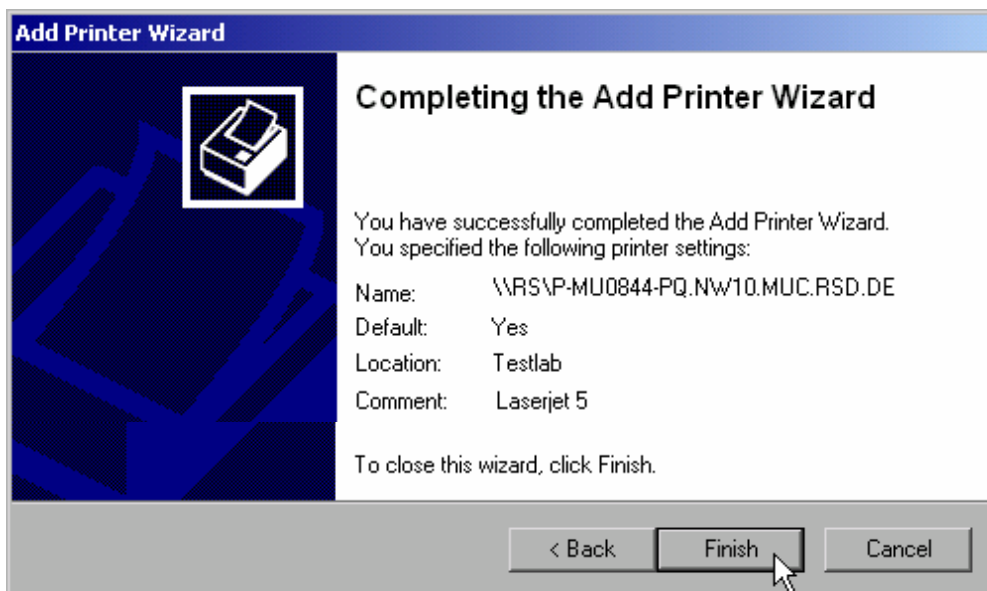 Add Printer Wizard
Completing the Add Printer Wizard
You have successfully completed the Add Printer Wizard.
You specified the following printer settings:
Name: \\RS\P-MU0844-PQ.NW10.MUC.RSD.DE
Default: Yes
Location: Testlab
Comment: Laserjet 5
To close this wizard, click Finish.
< Back Finish Cancel